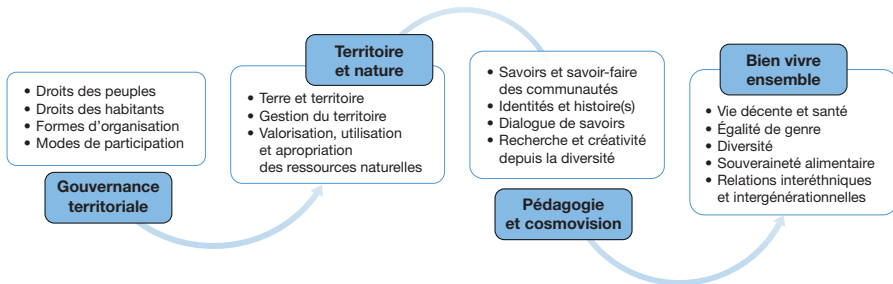 • Droits des peuples
• Droits des habitants
• Formes d'organisation
• Modes de participation
Gouvernance
territoriale
Territoire
et nature
• Terre et territoire
• Gestion du territoire
• Valorisation, utilisation
et apropriation
des ressources naturelles
• Savoirs et savoir-faire
des communautés
• Identités et histoire(s)
• Dialogue de savoirs
• Recherche et créativité
depuis la diversité
Pédagogie
et cosmovision
Bien vivre
ensemble
• Vie décente et santé
• Égalité de genre
• Diversité
• Souveraineté alimentaire
• Relations interéthniques
et intergénérationnelles